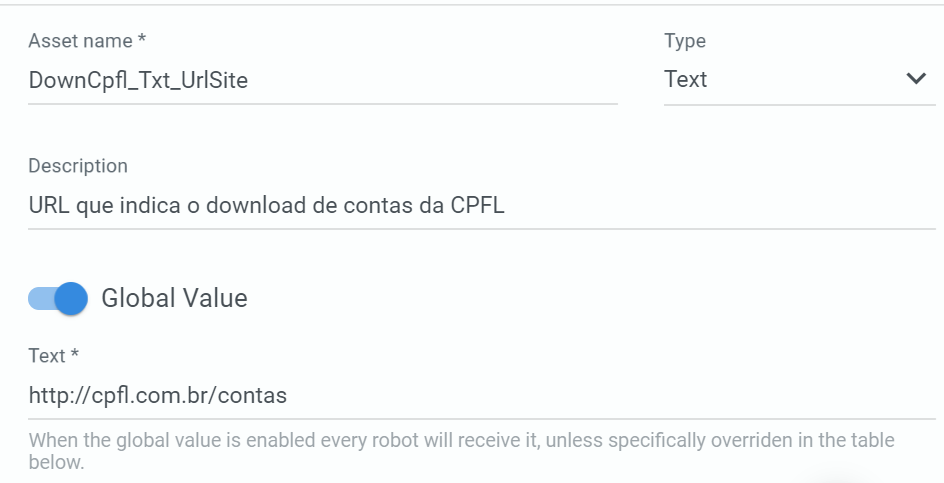 Asset name *
Type
DownCpfl_Txt_UrlSite
Text
Description
URL que indica o download de contas da CPFL
Global Value
Text *
http://cpfl.com.br/contas
When the global value is enabled every robot will receive it, unless specifically overriden in the table
below.